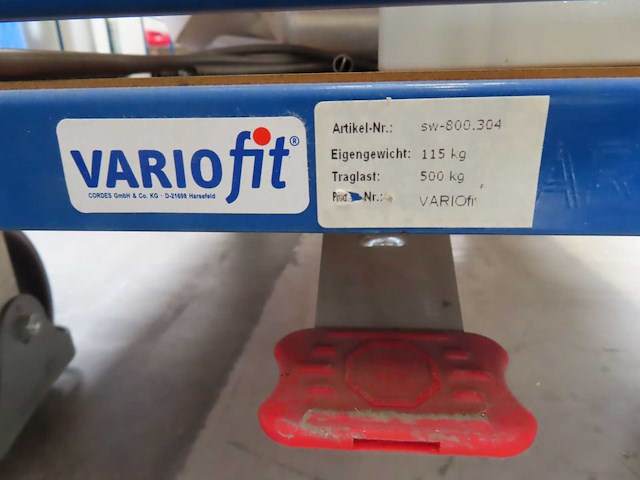 VARIOfit®
CORDES GmbH & Co. KG · D-21698 Harsefeld
Artikel-Nr.: sw-800.304
Eigengewicht: 115 kg
Traglast: 500 kg
Prod.-Nr.: VARIOfit